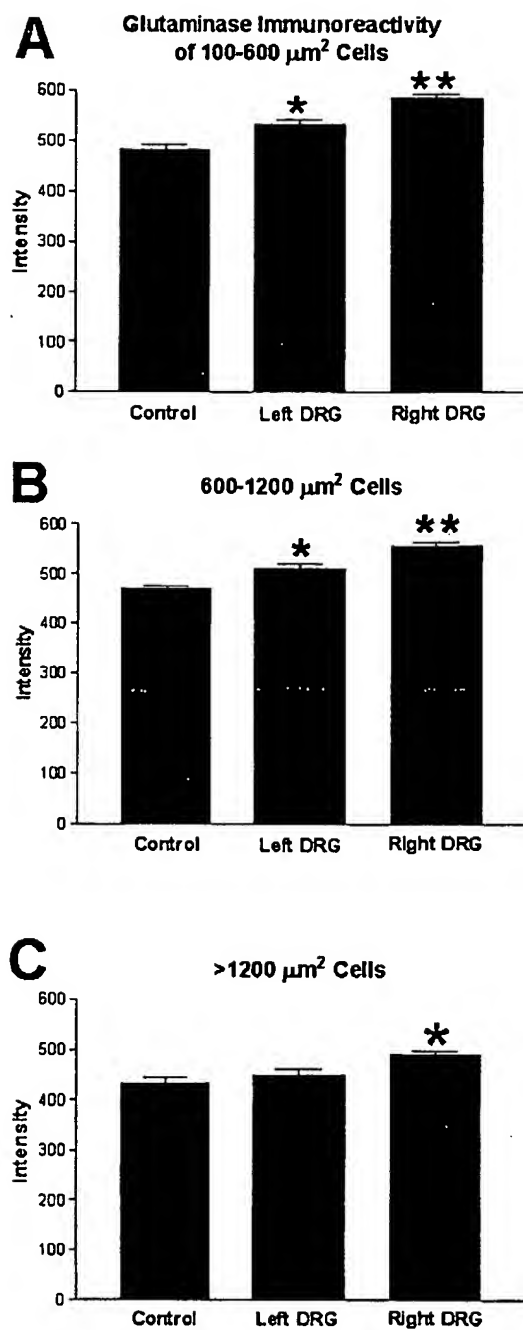 A
Glutaminase Immunoreactivity
of 100-600 µm² Cells
*
**
600
500
400
300
200
100
0
Intensity
Control Left DRG Right DRG
B
600-1200 µm² Cells
*
**
600
500
400
300
200
100
0
Intensity
Control Left DRG Right DRG
C
>1200 µm² Cells
*
600
500
400
300
200
100
0
Intensity
Control Left DRG Right DRG